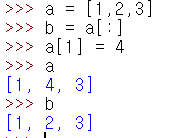 >>> a = [1,2,3]
>>> b = a[:]
>>> a[1] = 4
>>> a
[1, 4, 3]
>>> b
[1, 2, 3]